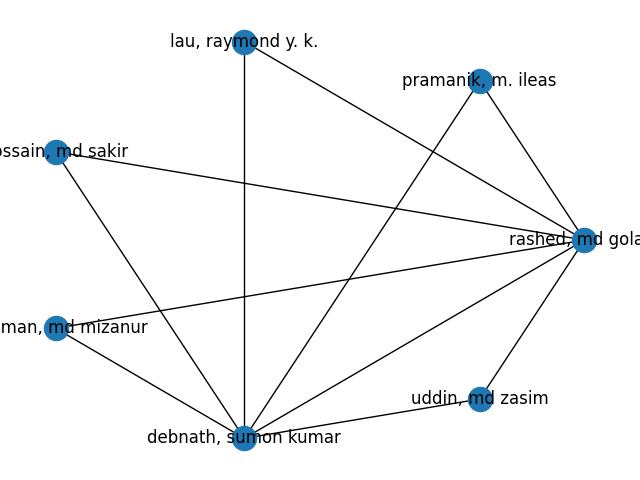 lau, raymond y. k.
pramanik, m. ileas
ossain, md sakir
rashed, md gola
man, md mizanur
uddin, md zasim
debnath, sumon kumar